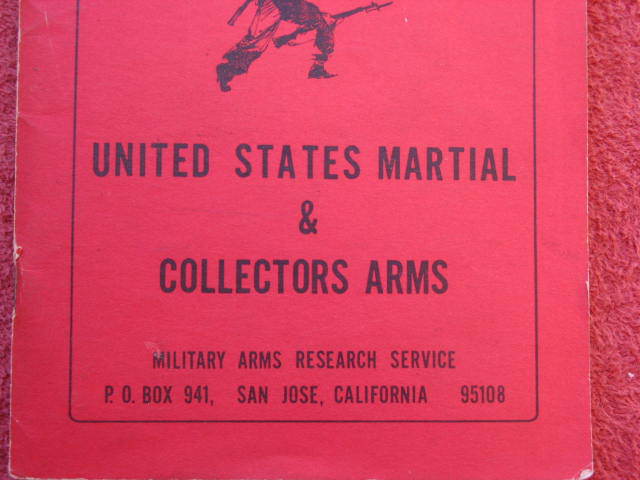 UNITED STATES MARTIAL
&
COLLECTORS ARMS
MILITARY ARMS RESEARCH SERVICE
P. O. BOX 941, SAN JOSE, CALIFORNIA 95108